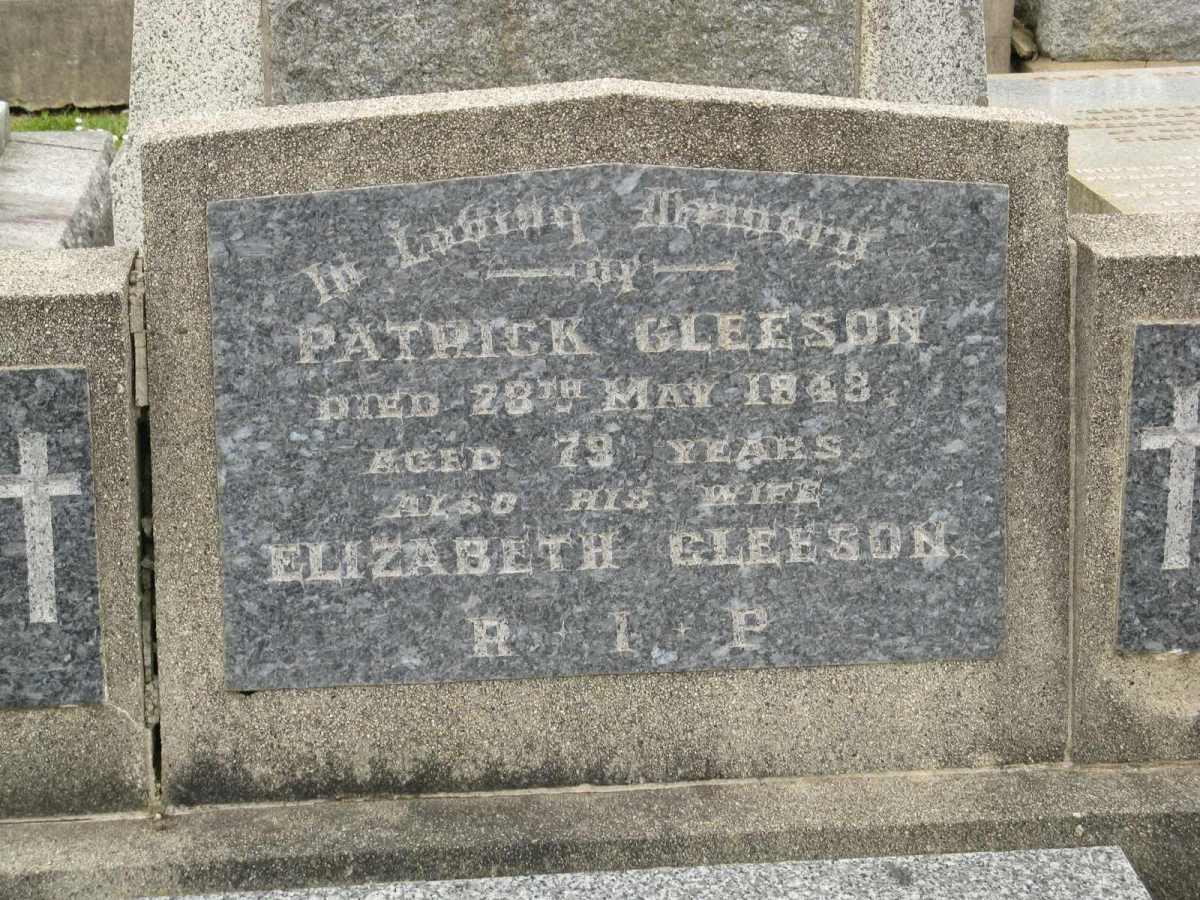 In Loving Memory
OF
PATRICK GLEESON
DIED 28TH MAY 1948,
AGED 79 YEARS.
ALSO HIS WIFE
ELIZABETH GLEESON.
R · I · P